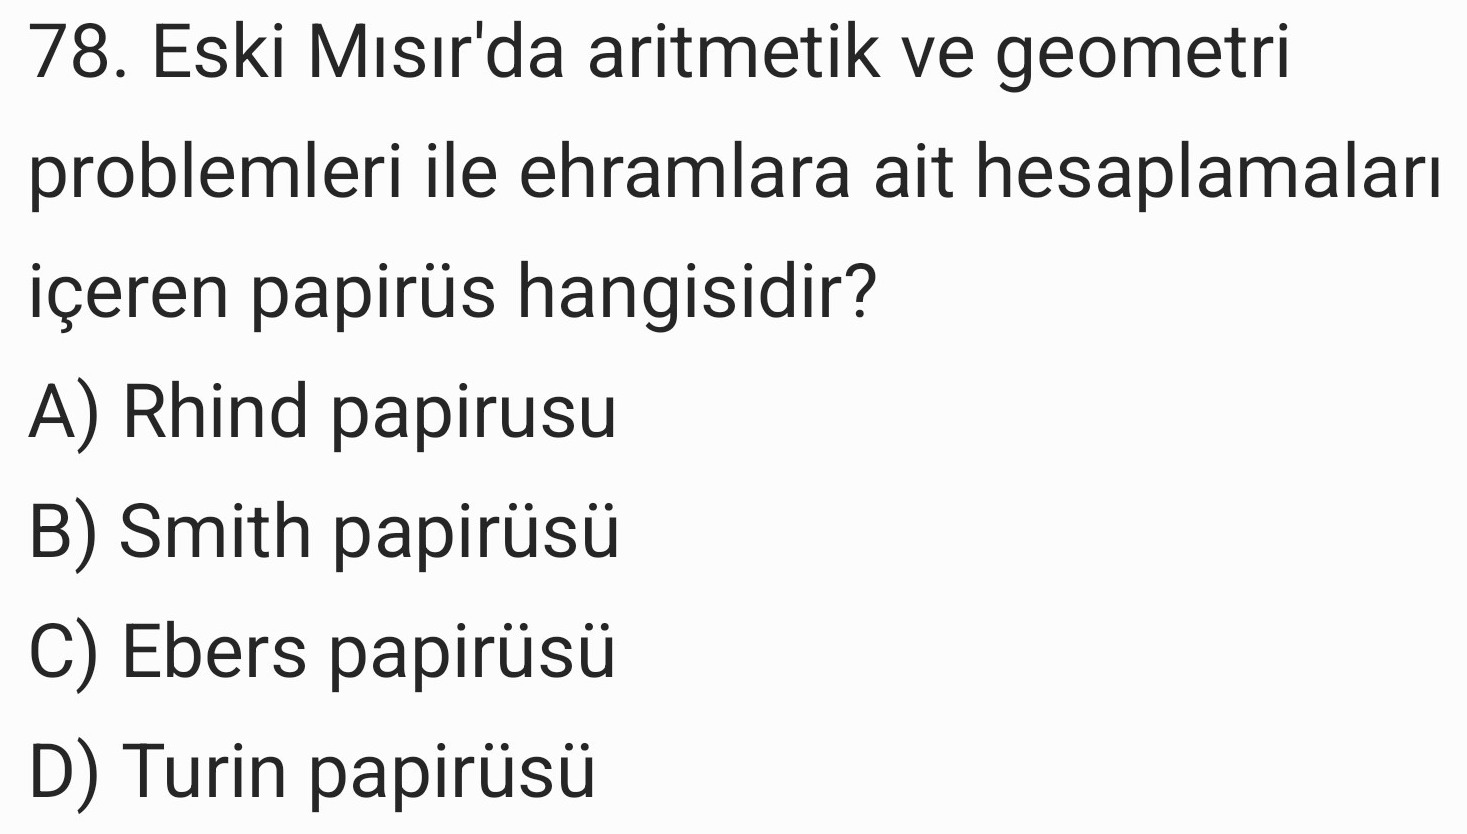 78. Eski Mısır'da aritmetik ve geometri
problemleri ile ehramlara ait hesaplamaları
içeren papirüs hangisidir?
A) Rhind papirusu
B) Smith papirüsü
C) Ebers papirüsü
D) Turin papirüsü